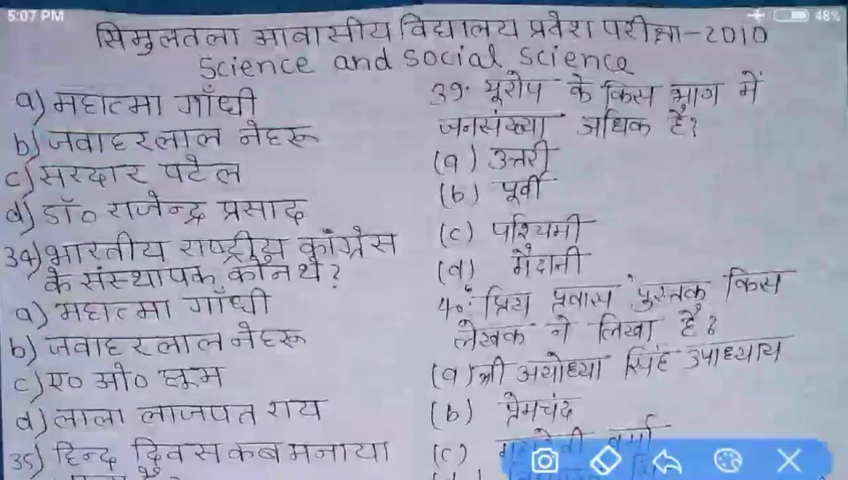 5:07 PM
48%
सिमुलतला आवासीय विद्यालय प्रवेश परीक्षा-2010
Science and social science
a) महात्मा गाँधी
b) जवाहरलाल नेहरू
c) सरदार पटेल
d) डॉ० राजेन्द्र प्रसाद
34) भारतीय राष्ट्रीय काँग्रेस
के संस्थापक कौन थे?
a) महात्मा गाँधी
b) जवाहरलाल नेहरू
c) ए० ओ० ह्यूम
d) लाला लाजपत राय
35) हिन्द दिवस कब मनाया
39. यूरोप के किस भाग में
जनसंख्या अधिक है?
(a) उत्तरी
(b) पूर्वी
(c) पश्चिमी
(d) मैदानी
40. प्रिय प्रवास पुस्तक किस
लेखक ने लिखा है?
(a) श्री अयोध्या सिंह उपाध्याय
(b) प्रेमचंद
(c) वर्मा